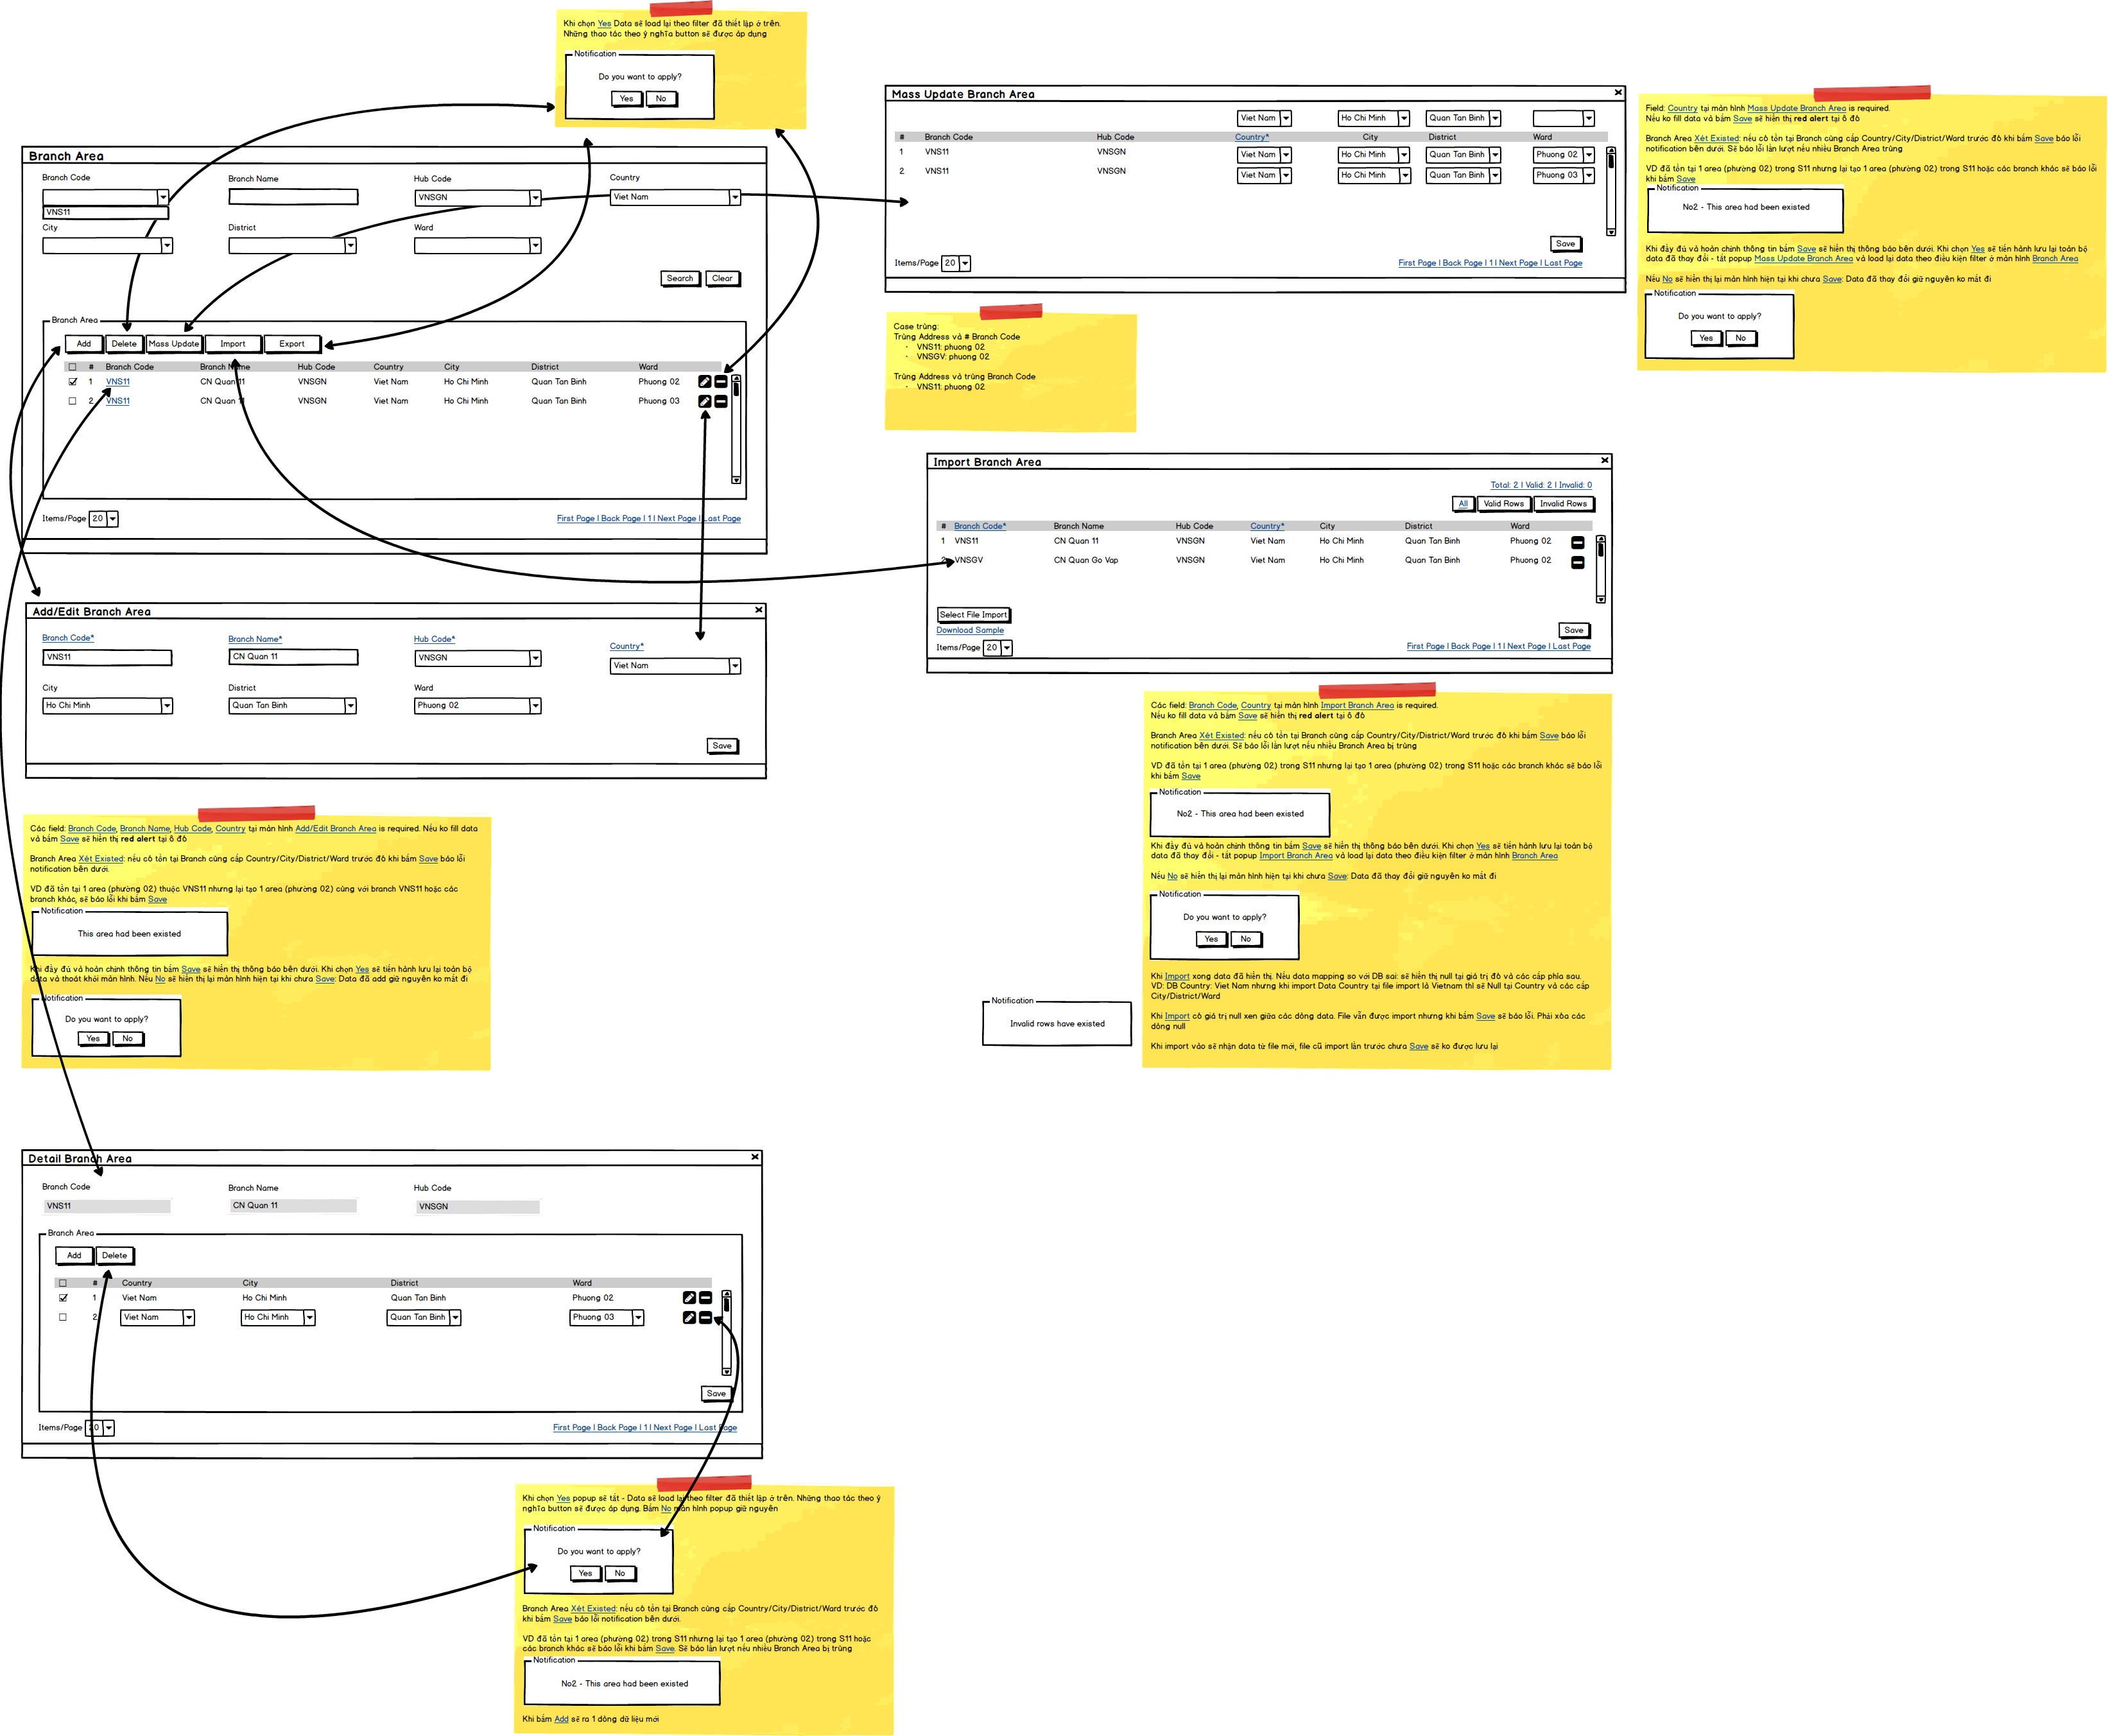 Khi chọn Yes Data sẽ load lại theo filter đã thiết lập ở trên.
Những thao tác theo ý nghĩa button sẽ được áp dụng
Notification
Do you want to apply?
Yes No
Branch Area
Branch Code Branch Name Hub Code Country
VNSGN Viet Nam
VNS11
City District Ward
Search Clear
Branch Area
Add Delete Mass Update Import Export
# Branch Code Branch Name Hub Code Country City District Ward
1 VNS11 CN Quan 11 VNSGN Viet Nam Ho Chi Minh Quan Tan Binh Phuong 02
2 VNS11 CN Quan 11 VNSGN Viet Nam Ho Chi Minh Quan Tan Binh Phuong 03
Items/Page 20 First Page | Back Page | 1 | Next Page | Last Page
Mass Update Branch Area
Viet Nam Ho Chi Minh Quan Tan Binh
# Branch Code Hub Code Country* City District Ward
1 VNS11 VNSGN Viet Nam Ho Chi Minh Quan Tan Binh Phuong 02
2 VNS11 VNSGN Viet Nam Ho Chi Minh Quan Tan Binh Phuong 03
Save
Items/Page 20 First Page | Back Page | 1 | Next Page | Last Page
Field: Country tại màn hình Mass Update Branch Area is required.
Nếu ko fill data và bấm Save sẽ hiển thị red alert tại ô đó
Branch Area Xét Existed: nếu có tồn tại Branch cùng cấp Country/City/District/Ward trước đó khi bấm Save báo lỗi
notification bên dưới. Sẽ báo lỗi lần lượt nếu nhiều Branch Area trùng
VD đã tồn tại 1 area (phường 02) trong S11 nhưng lại tạo 1 area (phường 02) trong S11 hoặc các branch khác sẽ báo lỗi
khi bấm Save
Notification
No2 - This area had been existed
Khi đầy đủ và hoàn chỉnh thông tin bấm Save sẽ hiển thị thông báo bên dưới. Khi chọn Yes sẽ tiến hành lưu lại toàn bộ
data đã thay đổi - tắt popup Mass Update Branch Area và load lại data theo điều kiện filter ở màn hình Branch Area
Nếu No sẽ hiển thị lại màn hình hiện tại khi chưa Save: Data đã thay đổi giữ nguyên ko mất đi
Notification
Do you want to apply?
Yes No
Case trùng:
Trùng Address và # Branch Code
· VNS11: phuong 02
· VNSGV: phuong 02
Trùng Address và trùng Branch Code
· VNS11: phuong 02
Import Branch Area
Total: 2 | Valid: 2 | Invalid: 0
All Valid Rows Invalid Rows
# Branch Code* Branch Name Hub Code Country* City District Ward
1 VNS11 CN Quan 11 VNSGN Viet Nam Ho Chi Minh Quan Tan Binh Phuong 02
2 VNSGV CN Quan Go Vap VNSGN Viet Nam Ho Chi Minh Quan Tan Binh Phuong 02
Select File Import
Download Sample Save
Items/Page 20 First Page | Back Page | 1 | Next Page | Last Page
Add/Edit Branch Area
Branch Code* Branch Name* Hub Code* Country*
VNS11 CN Quan 11 VNSGN Viet Nam
City District Ward
Ho Chi Minh Quan Tan Binh Phuong 02
Save
Các field: Branch Code, Branch Name, Hub Code, Country tại màn hình Add/Edit Branch Area is required. Nếu ko fill data
và bấm Save sẽ hiển thị red alert tại ô đó
Branch Area Xét Existed: nếu có tồn tại Branch cùng cấp Country/City/District/Ward trước đó khi bấm Save báo lỗi
notification bên dưới.
VD đã tồn tại 1 area (phường 02) thuộc VNS11 nhưng lại tạo 1 area (phường 02) cùng với branch VNS11 hoặc các
branch khác, sẽ báo lỗi khi bấm Save
Notification
This area had been existed
Khi đầy đủ và hoàn chỉnh thông tin bấm Save sẽ hiển thị thông báo bên dưới. Khi chọn Yes sẽ tiến hành lưu lại toàn bộ
data và thoát khỏi màn hình. Nếu No sẽ hiển thị lại màn hình hiện tại khi chưa Save: Data đã add giữ nguyên ko mất đi
Notification
Do you want to apply?
Yes No
Các field: Branch Code, Country tại màn hình Import Branch Area is required.
Nếu ko fill data và bấm Save sẽ hiển thị red alert tại ô đó
Branch Area Xét Existed: nếu có tồn tại Branch cùng cấp Country/City/District/Ward trước đó khi bấm Save báo lỗi
notification bên dưới. Sẽ báo lỗi lần lượt nếu nhiều Branch Area bị trùng
VD đã tồn tại 1 area (phường 02) trong S11 nhưng lại tạo 1 area (phường 02) trong S11 hoặc các branch khác sẽ báo lỗi
khi bấm Save
Notification
No2 - This area had been existed
Khi đầy đủ và hoàn chỉnh thông tin bấm Save sẽ hiển thị thông báo bên dưới. Khi chọn Yes sẽ tiến hành lưu lại toàn bộ
data đã thay đổi - tắt popup Import Branch Area và load lại data theo điều kiện filter ở màn hình Branch Area
Nếu No sẽ hiển thị lại màn hình hiện tại khi chưa Save: Data đã thay đổi giữ nguyên ko mất đi
Notification
Do you want to apply?
Yes No
Khi Import xong data đã hiển thị. Nếu data mapping so với DB sai: sẽ hiển thị null tại giá trị đó và các cấp phía sau.
VD: DB Country: Viet Nam nhưng khi import Data Country tại file import là Vietnam thì sẽ Null tại Country và các cấp
City/District/Ward
Khi Import có giá trị null xen giữa các dòng data. File vẫn được import nhưng khi bấm Save sẽ báo lỗi. Phải xóa các
dòng null
Khi import vào sẽ nhận data từ file mới, file cũ import lần trước chưa Save sẽ ko được lưu lại
Notification
Invalid rows have existed
Detail Branch Area
Branch Code Branch Name Hub Code
VNS11 CN Quan 11 VNSGN
Branch Area
Add Delete
# Country City District Ward
1 Viet Nam Ho Chi Minh Quan Tan Binh Phuong 02
2 Viet Nam Ho Chi Minh Quan Tan Binh Phuong 03
Save
Items/Page 20 First Page | Back Page | 1 | Next Page | Last Page
Khi chọn Yes popup sẽ tắt - Data sẽ load lại theo filter đã thiết lập ở trên. Những thao tác theo ý
nghĩa button sẽ được áp dụng. Bấm No màn hình popup giữ nguyên
Notification
Do you want to apply?
Yes No
Branch Area Xét Existed: nếu có tồn tại Branch cùng cấp Country/City/District/Ward trước đó
khi bấm Save báo lỗi notification bên dưới.
VD đã tồn tại 1 area (phường 02) trong S11 nhưng lại tạo 1 area (phường 02) trong S11 hoặc
các branch khác sẽ báo lỗi khi bấm Save. Sẽ báo lần lượt nếu nhiều Branch Area bị trùng
Notification
No2 - This area had been existed
Khi bấm Add sẽ ra 1 dòng dữ liệu mới